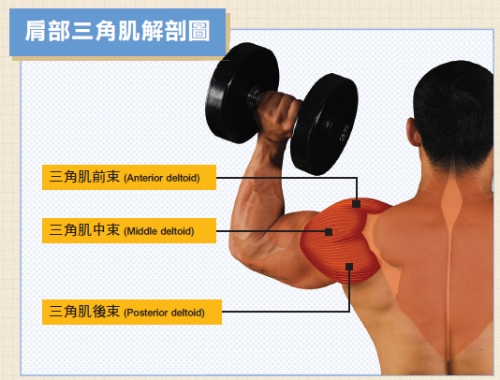 肩部三角肌解剖圖
三角肌前束 (Anterior deltoid)
三角肌中束 (Middle deltoid)
三角肌後束 (Posterior deltoid)